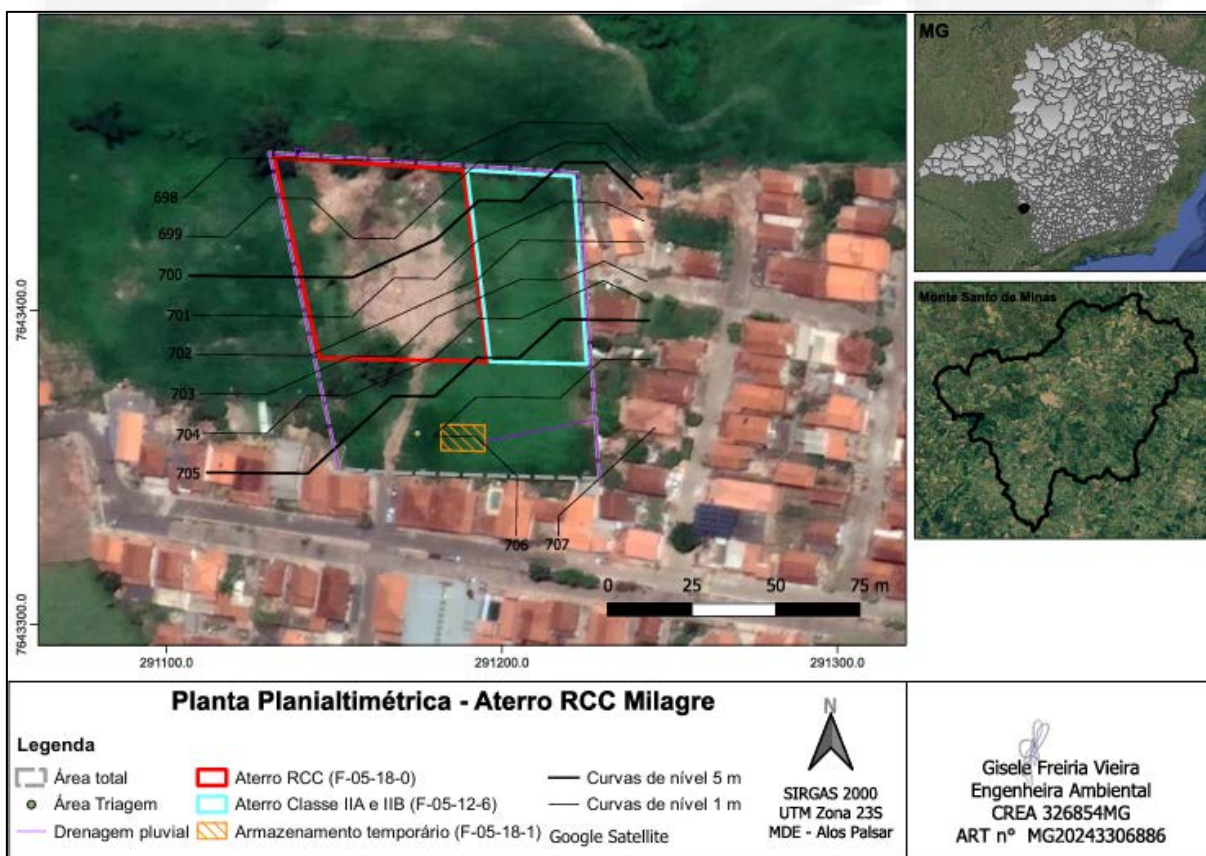 MG
Monte Santo de Minas
698
699
700
701
702
703
704
705
706
707
7643400
7643300
0 25 50 75 m
291100.0 291200.0 291300.0
Planta Planialtimétrica - Aterro RCC Milagre
Legenda
Área total
Área Triagem
Drenagem pluvial
Aterro RCC (F-05-18-0)
Aterro Classe IIA e IIB (F-05-12-6)
Armazenamento temporário (F-05-18-1)
Curvas de nível 5 m
Curvas de nível 1 m
Google Satellite
N
SIRGAS 2000
UTM Zona 23S
MDE - Alos Palsar
Gisele Freiria Vieira
Engenheira Ambiental
CREA 326854MG
ART nº MG20243306886